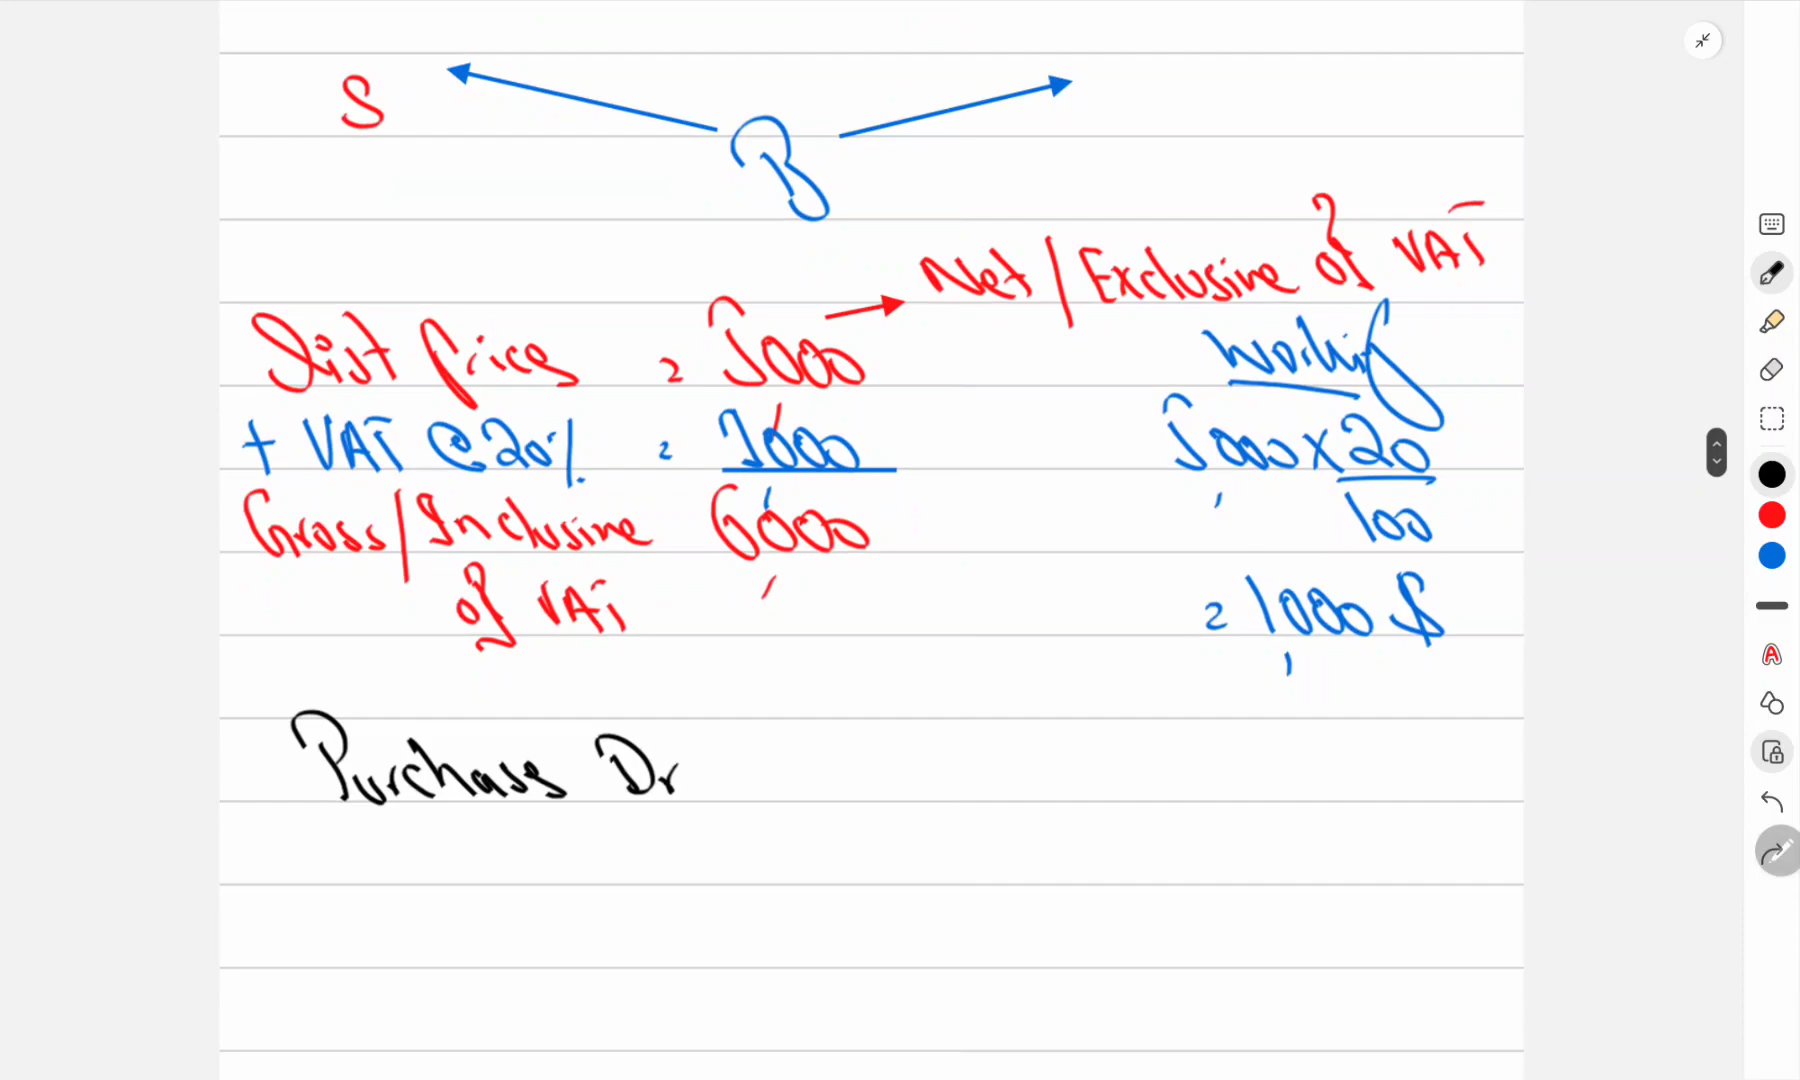 S
B
Net/Exclusive of VAT
List Price = 5000
Working
+ VAT @ 20% = 1000
5000 x 20
100
Gross/Inclusive 6000
of VAT
= 1000 $
Purchase Dr